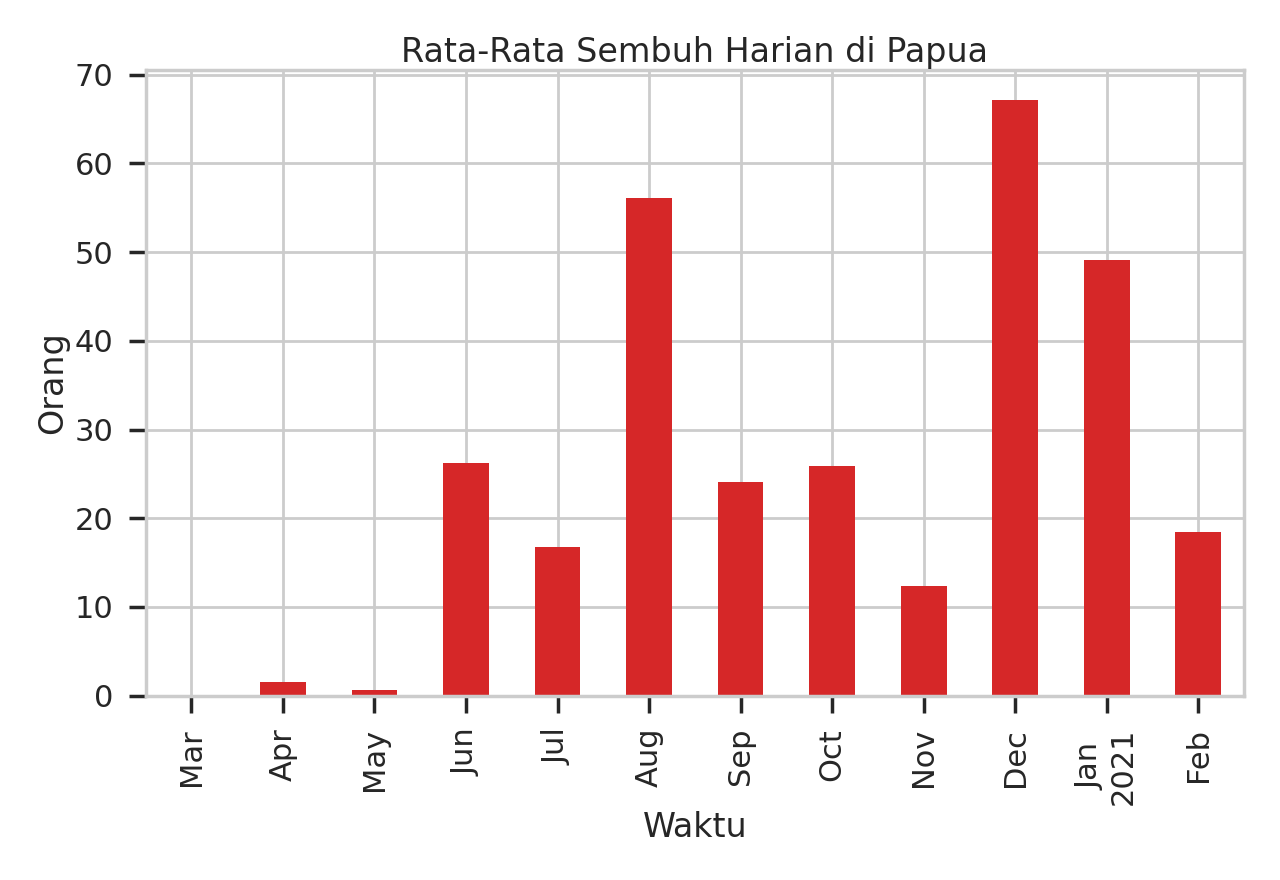 Rata-Rata Sembuh Harian di Papua
70
60
50
40
30
20
10
0
Orang
Mar
Apr
May
Jun
Jul
Aug
Sep
Oct
Nov
Dec
Jan
2021
Feb
Waktu